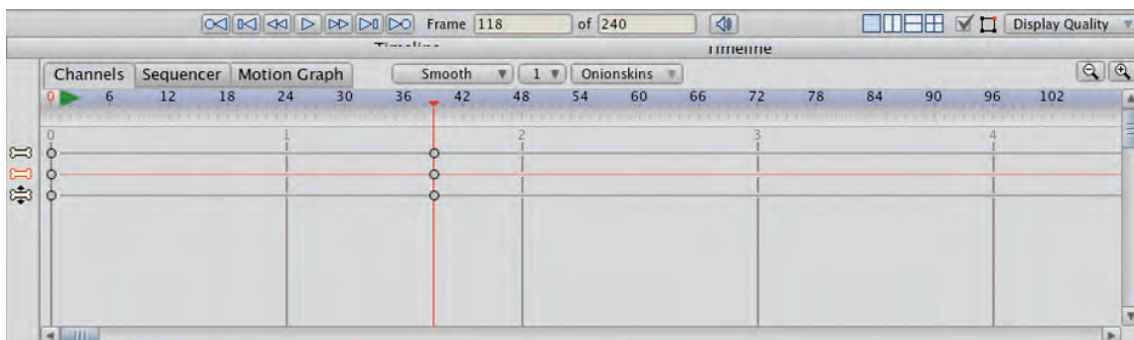 Frame 118 of 240 Display Quality
Timeline Timeline
Channels Sequencer Motion Graph Smooth 1 Onionskins
0 6 12 18 24 30 36 42 48 54 60 66 72 78 84 90 96 102
0 1 2 3 4